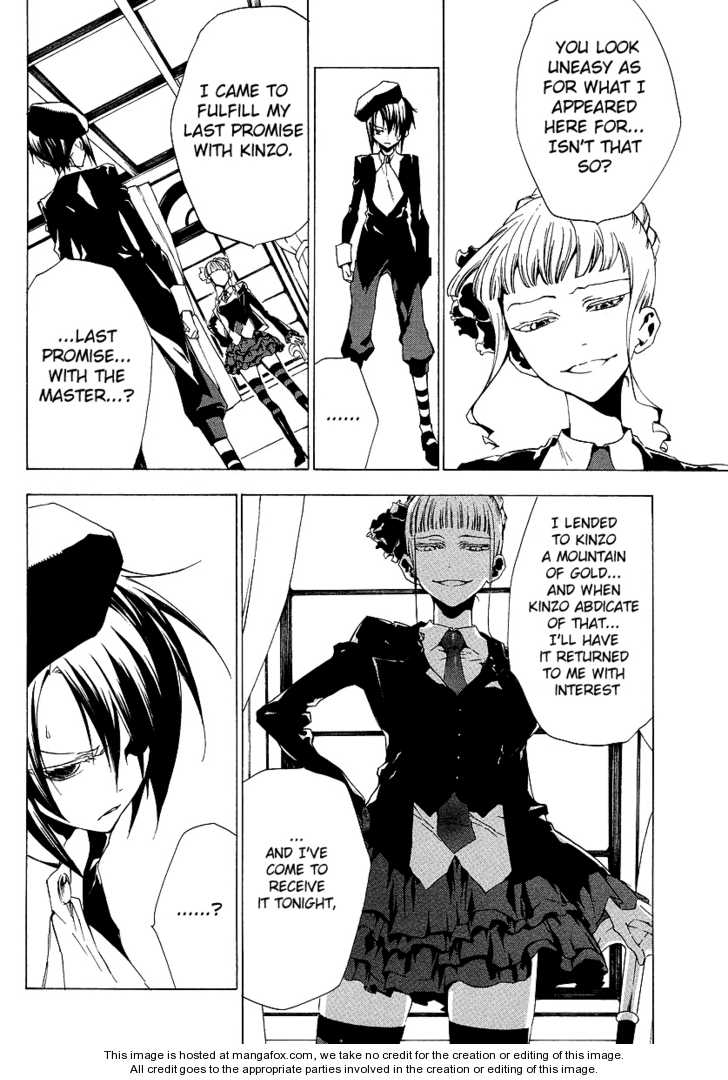 YOU LOOK
UNEASY AS
FOR WHAT I
APPEARED
HERE FOR...
ISN'T THAT
SO?
......
I CAME TO
FULFILL MY
LAST PROMISE
WITH KINZO.
...LAST
PROMISE...
WITH THE
MASTER...?
I LENDED
TO KINZO
A MOUNTAIN
OF GOLD...
AND WHEN
KINZO ABDICATE
OF THAT...
I'LL HAVE
IT RETURNED
TO ME WITH
INTEREST
...
AND I'VE
COME TO
RECEIVE
IT TONIGHT,
......?
This image is hosted at mangafox.com, we take no credit for the creation or editing of this image.
All credit goes to the appropriate parties involved in the creation or editing of this image.